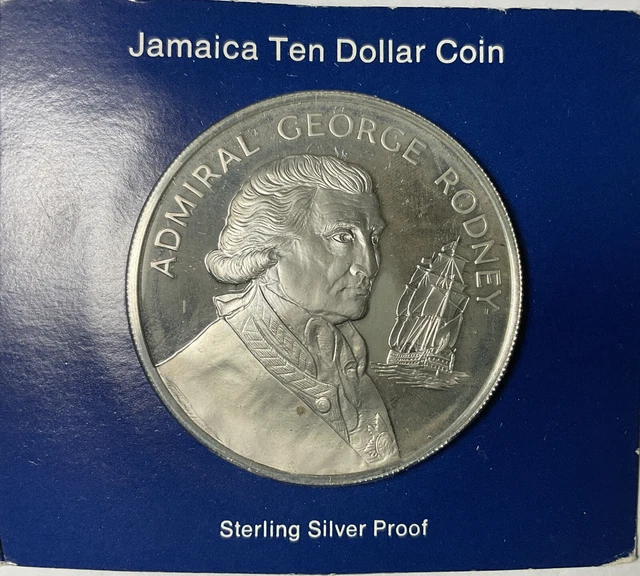 Jamaica Ten Dollar Coin
ADMIRAL GEORGE RODNEY
Sterling Silver Proof